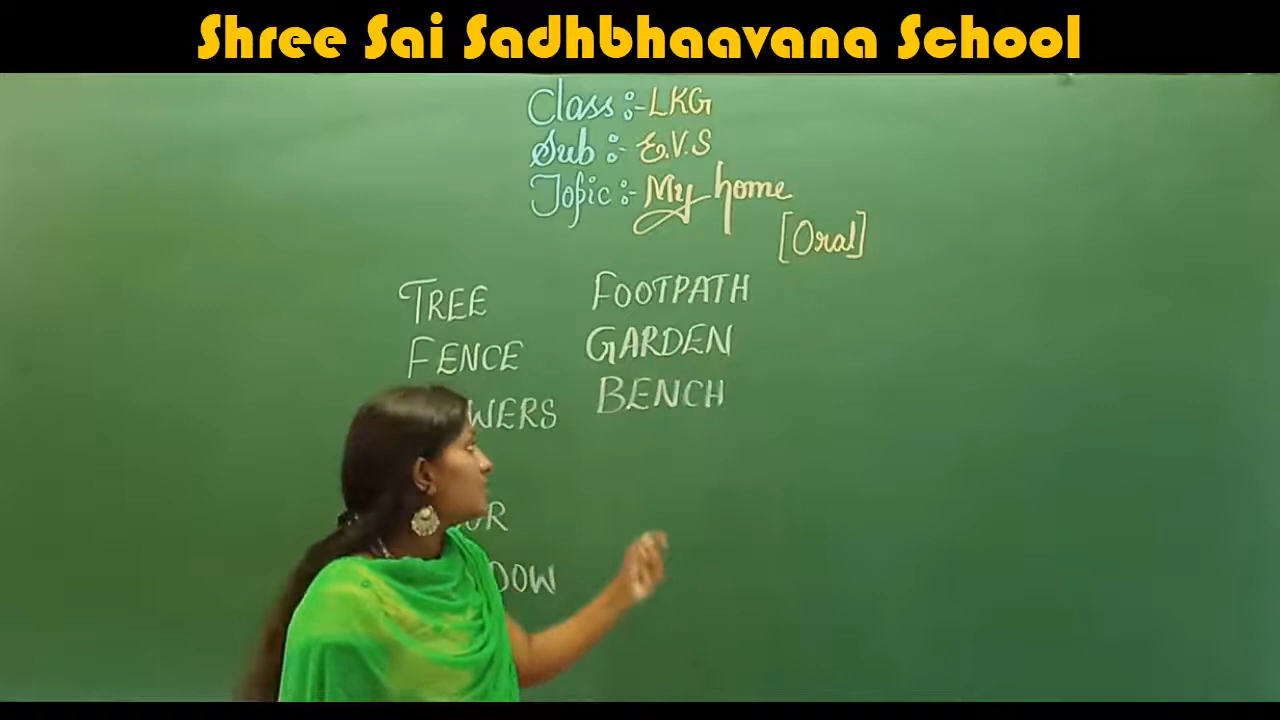 Shree Sai Sadhbhaavana School
Class :- LKG
Sub :- E.V.S
Topic :- My home
[Oral]
TREE
FENCE
FOOTPATH
GARDEN
BENCH